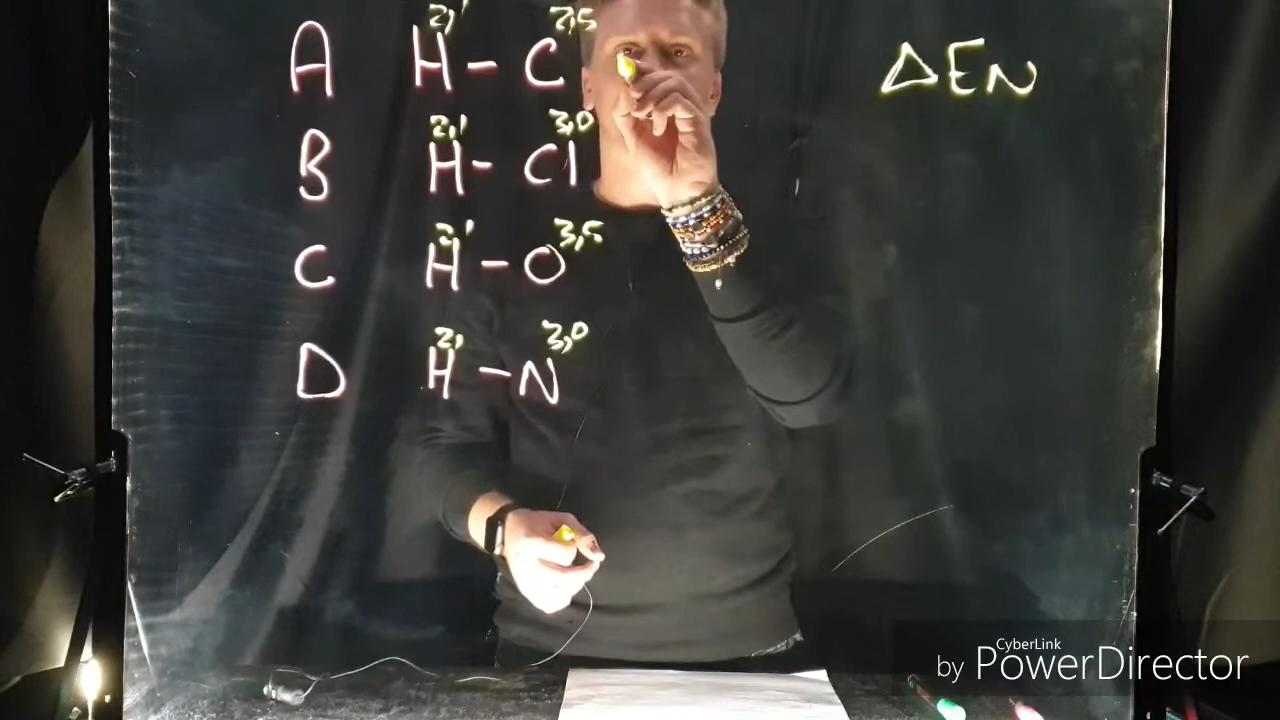 A H - C 2,1 2,5 ΔEN
B H - Cl 2,1 3,0
C H - O 2,1 3,5
D H - N 2,1 3,0
CyberLink
by PowerDirector